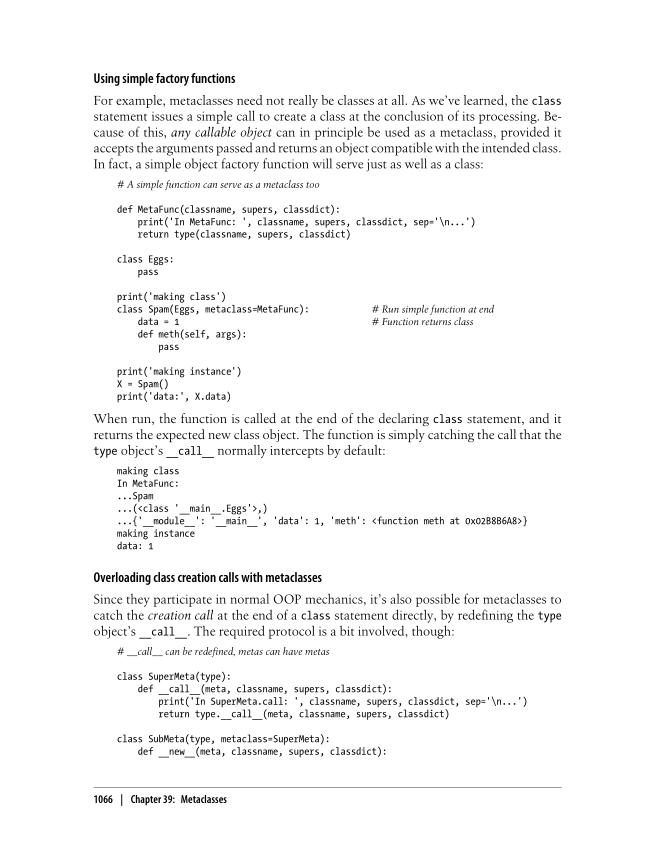 Using simple factory functions
For example, metaclasses need not really be classes at all. As we’ve learned, the class
statement issues a simple call to create a class at the conclusion of its processing. Be-
cause of this, any callable object can in principle be used as a metaclass, provided it
accepts the arguments passed and returns an object compatible with the intended class.
In fact, a simple object factory function will serve just as well as a class:
# A simple function can serve as a metaclass too
def MetaFunc(classname, supers, classdict):
    print('In MetaFunc: ', classname, supers, classdict, sep='\n...')
    return type(classname, supers, classdict)
class Eggs:
    pass
print('making class')
class Spam(Eggs, metaclass=MetaFunc):            # Run simple function at end
    data = 1                                     # Function returns class
    def meth(self, args):
        pass
print('making instance')
X = Spam()
print('data:', X.data)
When run, the function is called at the end of the declaring class statement, and it
returns the expected new class object. The function is simply catching the call that the
type object’s __call__ normally intercepts by default:
making class
In MetaFunc:
...Spam
...(<class '__main__.Eggs'>,)
...{'__module__': '__main__', 'data': 1, 'meth': <function meth at 0x02B8B6A8>}
making instance
data: 1
Overloading class creation calls with metaclasses
Since they participate in normal OOP mechanics, it’s also possible for metaclasses to
catch the creation call at the end of a class statement directly, by redefining the type
object’s __call__. The required protocol is a bit involved, though:
# __call__ can be redefined, metas can have metas
class SuperMeta(type):
    def __call__(meta, classname, supers, classdict):
        print('In SuperMeta.call: ', classname, supers, classdict, sep='\n...')
        return type.__call__(meta, classname, supers, classdict)
class SubMeta(type, metaclass=SuperMeta):
    def __new__(meta, classname, supers, classdict):
1066 | Chapter 39: Metaclasses